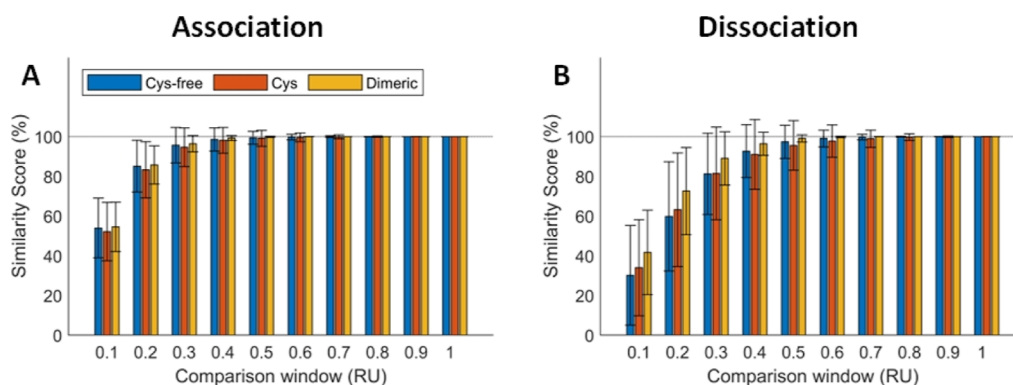 Association
A
Cys-free Cys Dimeric
Similarity Score (%)
100
80
60
40
20
0
0.1 0.2 0.3 0.4 0.5 0.6 0.7 0.8 0.9 1
Comparison window (RU)
Dissociation
B
Similarity Score (%)
100
80
60
40
20
0
0.1 0.2 0.3 0.4 0.5 0.6 0.7 0.8 0.9 1
Comparison window (RU)